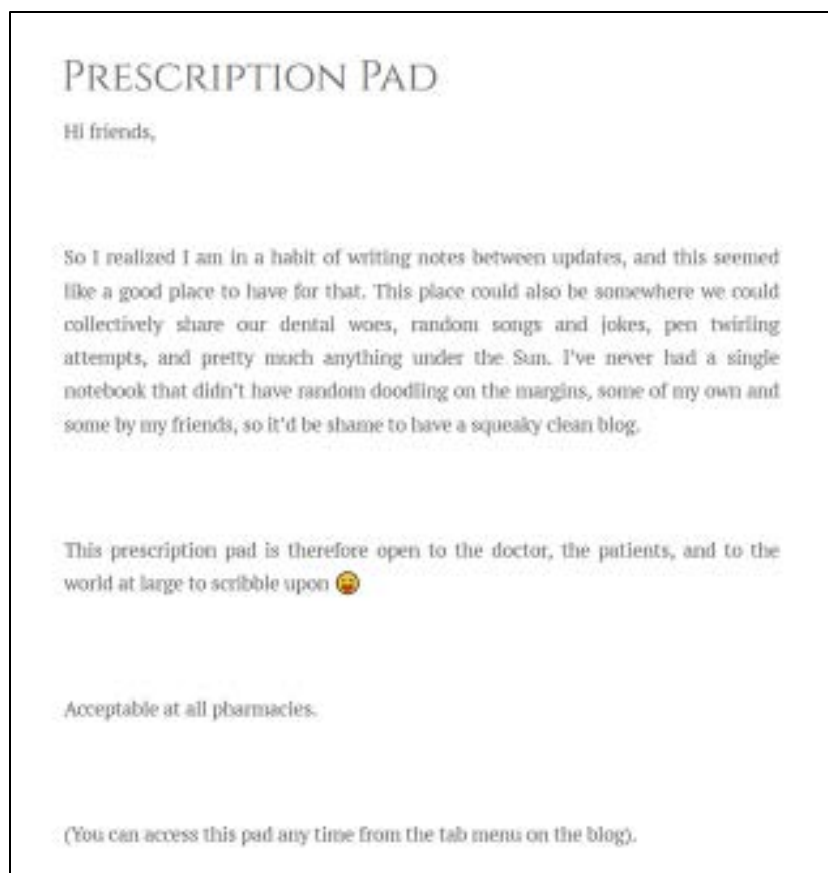 Prescription Pad
Hi friends,
So I realized I am in a habit of writing notes between updates, and this seemed
like a good place to have for that. This place could also be somewhere we could
collectively share our dental woes, random songs and jokes, pen twirling
attempts, and pretty much anything under the Sun. I've never had a single
notebook that didn't have random doodling on the margins, some of my own and
some by my friends, so it'd be shame to have a squeaky clean blog.
This prescription pad is therefore open to the doctor, the patients, and to the
world at large to scribble upon
Acceptable at all pharmacies.
(You can access this pad any time from the tab menu on the blog).